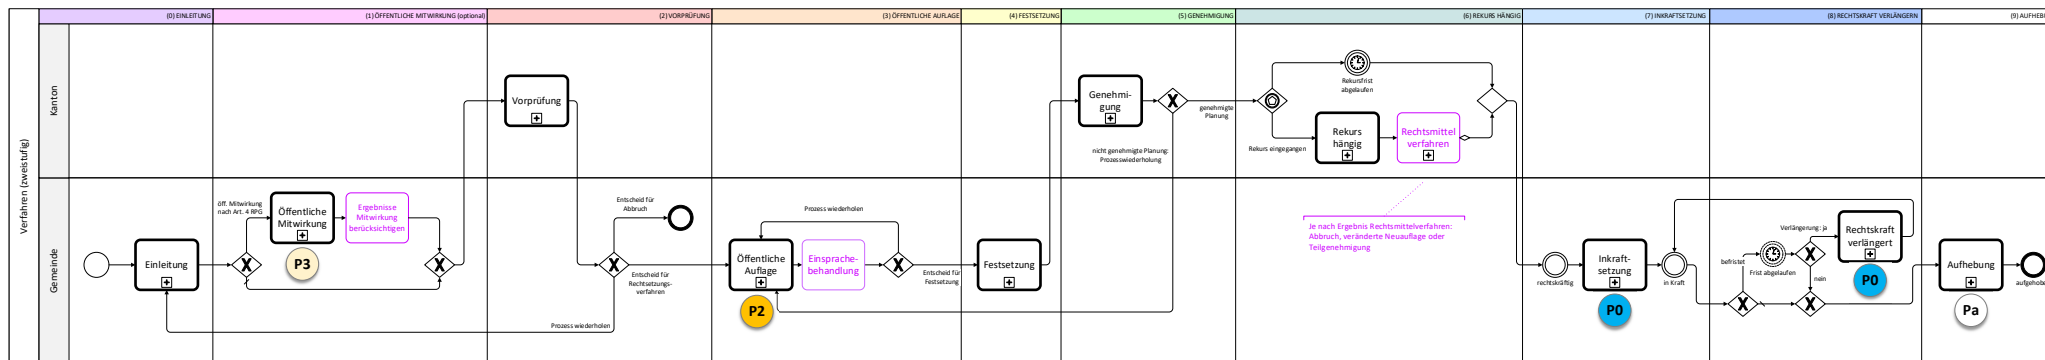 (0) EINLEITUNG
(1) ÖFFENTLICHE MITWIRKUNG (optional)
(2) VORPRÜFUNG
(3) ÖFFENTLICHE AUFLAGE
(4) FESTSETZUNG
(5) GENEHMIGUNG
(6) REKURS HÄNGIG
(7) INKRAFTSETZUNG
(8) RECHTSKRAFT VERLÄNGERN
Verfahren (zweistufig)
Kanton
Vorprüfung
Genehmi-
gung
genehmigte
Planung
nicht genehmigte Planung:
Prozesswiederholung
Rekursfrist
abgelaufen
Rekurs eingegangen
Rekurs
hängig
Rechtsmittel
verfahren
Gemeinde
Einleitung
öff. Mitwirkung
nach Art. 4 RPG
Öffentliche
Mitwirkung
P3
Ergebnisse
Mitwirkung
berücksichtigen
Prozess wiederholen
Entscheid für
Abbruch
Entscheid für
Rechtsetzungs-
verfahren
Prozess wiederholen
Öffentliche
Auflage
P2
Einsprache-
behandlung
Entscheid für
Festsetzung
Festsetzung
Je nach Ergebnis Rechtsmittelverfahren:
Abbruch, veränderte Neuauflage oder
Teilgenehmigung
rechtskräftig
Inkraft-
setzung
P0
in Kraft
befristet
Frist abgelaufen
Verlängerung: ja
nein
Rechtskraft
verlängert
P0
Aufhebung
Pa